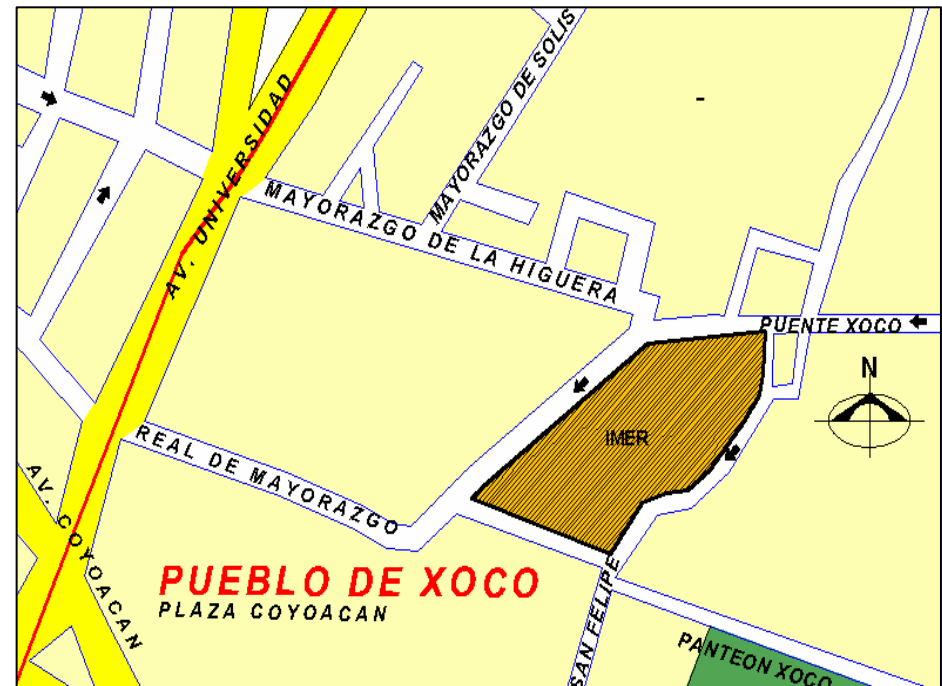 MAYORAZGO DE SOLIS
AV. UNIVERSIDAD
MAYORAZGO DE LA HIGUERA
PUENTE XOCO
N
IMER
REAL DE MAYORAZGO
AV. COYOACAN
PUEBLO DE XOCO
PLAZA COYOACAN
SAN FELIPE
PANTEON XOCO